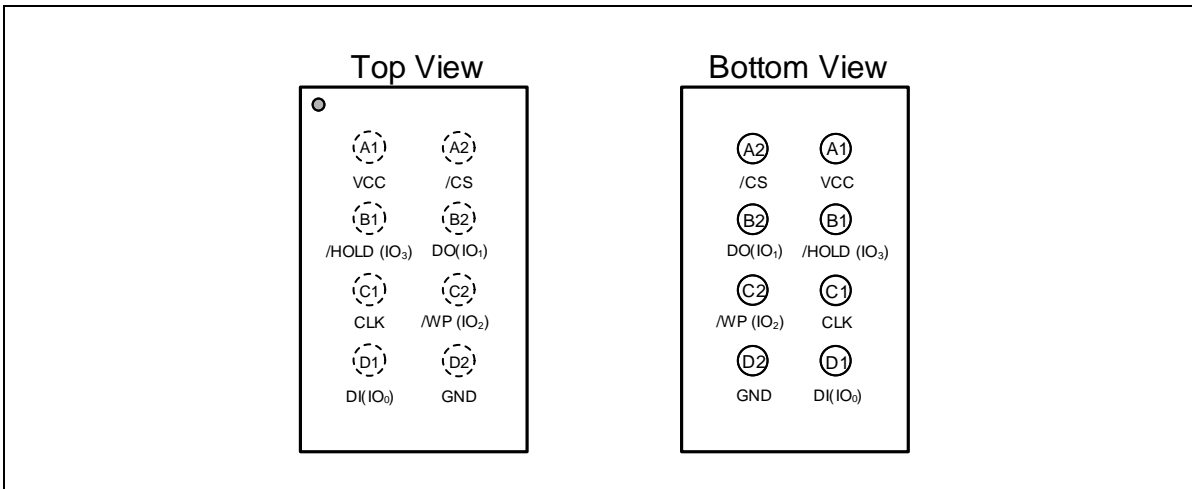 Top View Bottom View
A1 A2 A2 A1
VCC /CS /CS VCC
B1 B2 B2 B1
/HOLD (IO₃) DO(IO₁) DO(IO₁) /HOLD (IO₃)
C1 C2 C2 C1
CLK /WP (IO₂) /WP (IO₂) CLK
D1 D2 D2 D1
DI(IO₀) GND GND DI(IO₀)